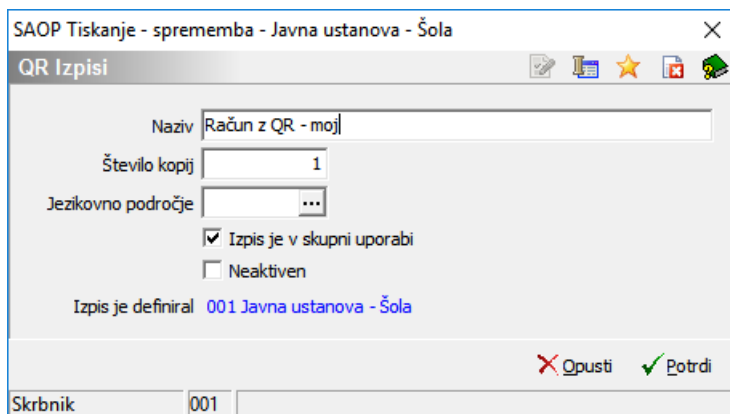 SAOP Tiskanje - sprememba - Javna ustanova - Šola
QR Izpisi
Naziv Račun z QR - moj
Število kopij 1
Jezikovno področje ...
Izpis je v skupni uporabi
Neaktiven
Izpis je definiral 001 Javna ustanova - Šola
Opusti Potrdi
Skrbnik 001